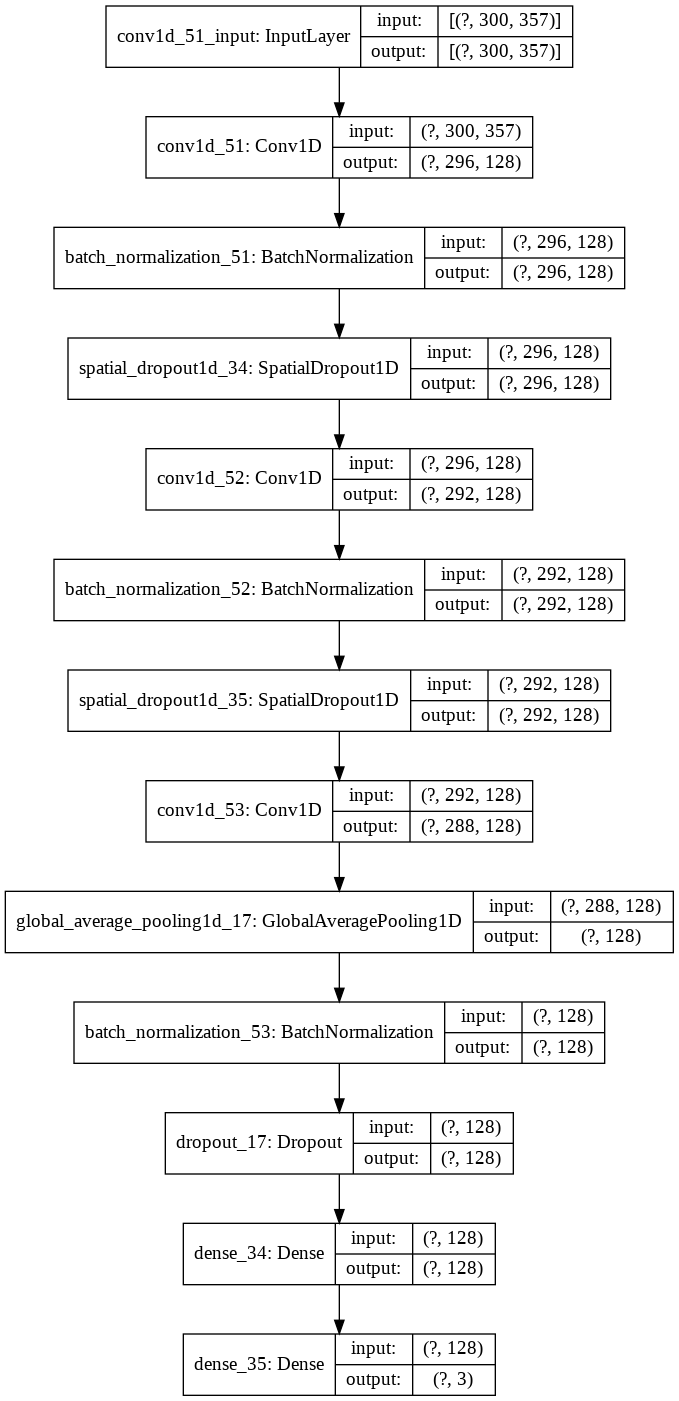 conv1d_51_input: InputLayer
input: [(?, 300, 357)]
output: [(?, 300, 357)]
conv1d_51: Conv1D
input: (?, 300, 357)
output: (?, 296, 128)
batch_normalization_51: BatchNormalization
input: (?, 296, 128)
output: (?, 296, 128)
spatial_dropout1d_34: SpatialDropout1D
input: (?, 296, 128)
output: (?, 296, 128)
conv1d_52: Conv1D
input: (?, 296, 128)
output: (?, 292, 128)
batch_normalization_52: BatchNormalization
input: (?, 292, 128)
output: (?, 292, 128)
spatial_dropout1d_35: SpatialDropout1D
input: (?, 292, 128)
output: (?, 292, 128)
conv1d_53: Conv1D
input: (?, 292, 128)
output: (?, 288, 128)
global_average_pooling1d_17: GlobalAveragePooling1D
input: (?, 288, 128)
output: (?, 128)
batch_normalization_53: BatchNormalization
input: (?, 128)
output: (?, 128)
dropout_17: Dropout
input: (?, 128)
output: (?, 128)
dense_34: Dense
input: (?, 128)
output: (?, 128)
dense_35: Dense
input: (?, 128)
output: (?, 3)